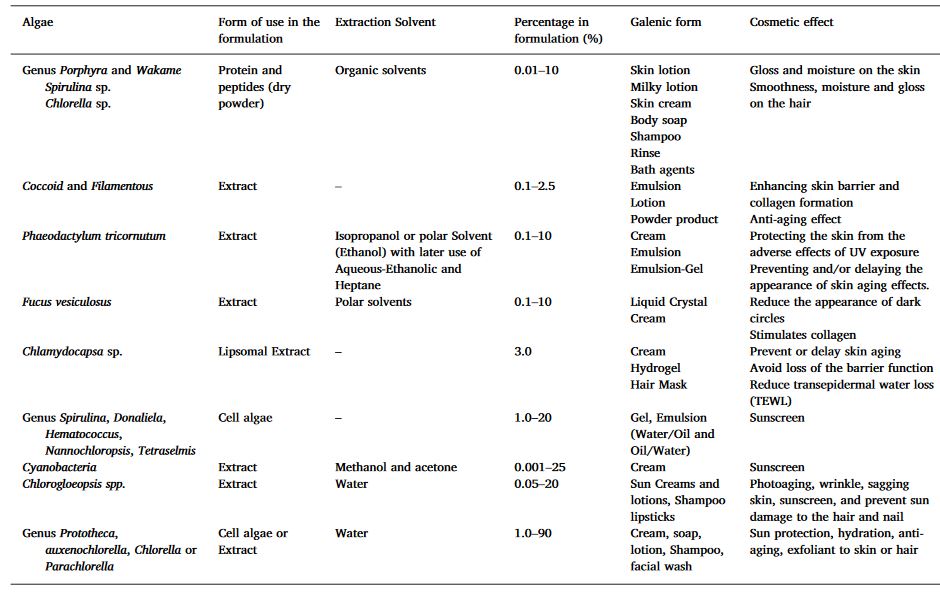 Algae Form of use in the formulation Extraction Solvent Percentage in formulation (%) Galenic form Cosmetic effect
Genus Porphyra and Wakame Protein and Organic solvents 0.01–10 Skin lotion Gloss and moisture on the skin
Spirulina sp. peptides (dry Milky lotion Smoothness, moisture and gloss
Chlorella sp. powder) Skin cream on the hair
Body soap
Shampoo
Rinse
Bath agents
Coccoid and Filamentous Extract – 0.1–2.5 Emulsion Enhancing skin barrier and
Lotion collagen formation
Powder product Anti-aging effect
Phaeodactylum tricornutum Extract Isopropanol or polar Solvent 0.1–10 Cream Protecting the skin from the
(Ethanol) with later use of Emulsion adverse effects of UV exposure
Aqueous-Ethanolic and Emulsion-Gel Preventing and/or delaying the
Heptane appearance of skin aging effects.
Fucus vesiculosus Extract Polar solvents 0.1–10 Liquid Crystal Reduce the appearance of dark
Cream circles
Stimulates collagen
Chlamydocapsa sp. Lipsomal Extract – 3.0 Cream Prevent or delay skin aging
Hydrogel Avoid loss of the barrier function
Hair Mask Reduce transepidermal water loss
(TEWL)
Genus Spirulina, Donaliela, Cell algae – 1.0–20 Gel, Emulsion Sunscreen
Hematococcus, (Water/Oil and
Nannochloropsis, Tetraselmis Oil/Water)
Cyanobacteria Extract Methanol and acetone 0.001–25 Cream Sunscreen
Chlorogloeopsis spp. Extract Water 0.05–20 Sun Creams and Photoaging, wrinkle, sagging
lotions, Shampoo skin, sunscreen, and prevent sun
lipsticks damage to the hair and nail
Genus Prototheca, Cell algae or Water 1.0–90 Cream, soap, Sun protection, hydration, anti-
auxenochlorella, Chlorella or Extract lotion, Shampoo, aging, exfoliant to skin or hair
Parachlorella facial wash